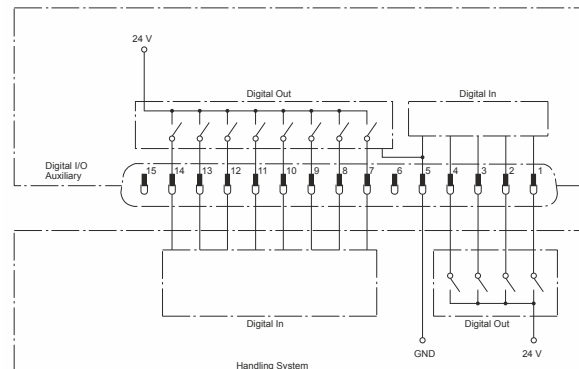 24 V
Digital Out
Digital In
Digital I/O
Auxiliary
15 14 13 12 11 10 9 8 7 6 5 4 3 2 1
Digital In
Digital Out
GND
24 V
Handling System